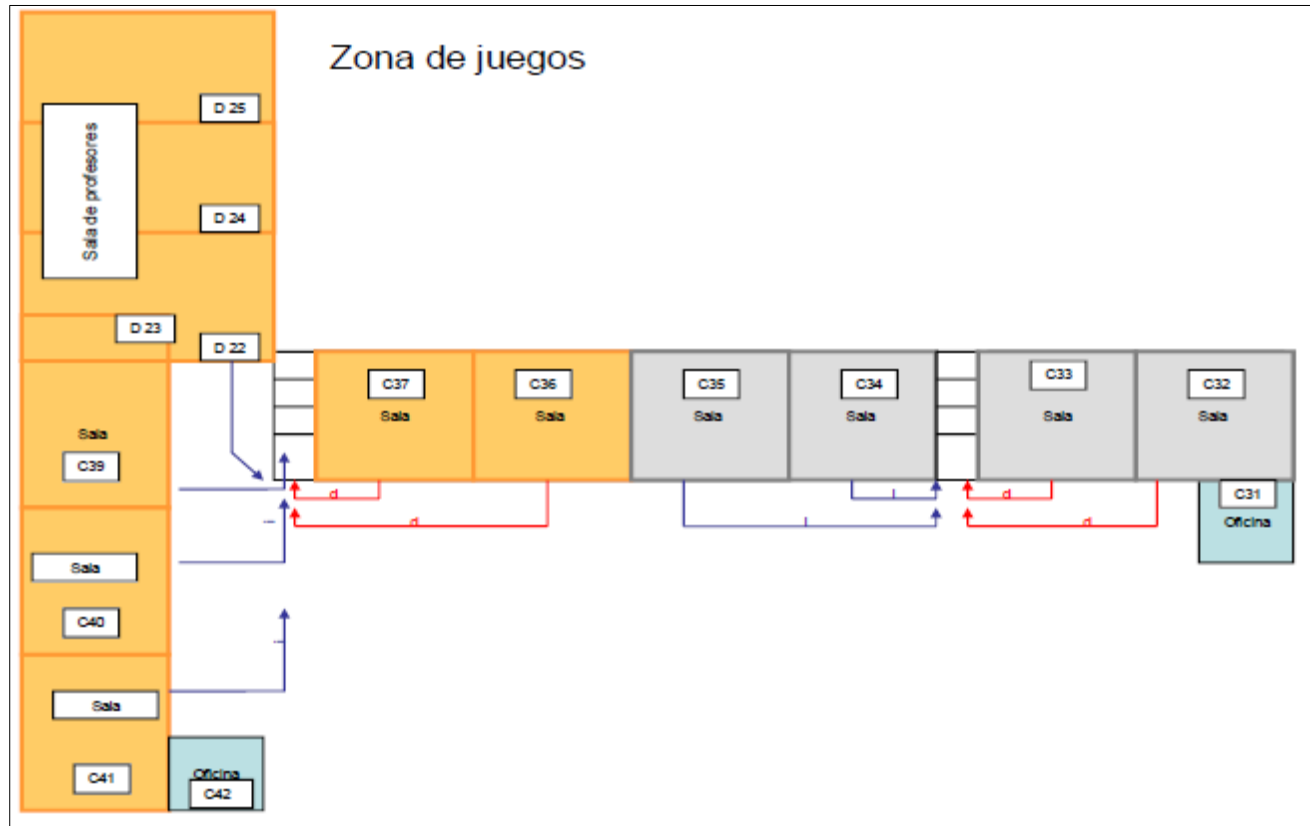 Zona de juegos
D 25
Sala de profesores
D 24
D 23
D 22
C37
Sala
C36
Sala
C35
Sala
C34
Sala
C33
Sala
C32
Sala
C31
Oficina
Sala
C39
Sala
C40
Sala
C41
Oficina
C42
d
d
l
l
d
d